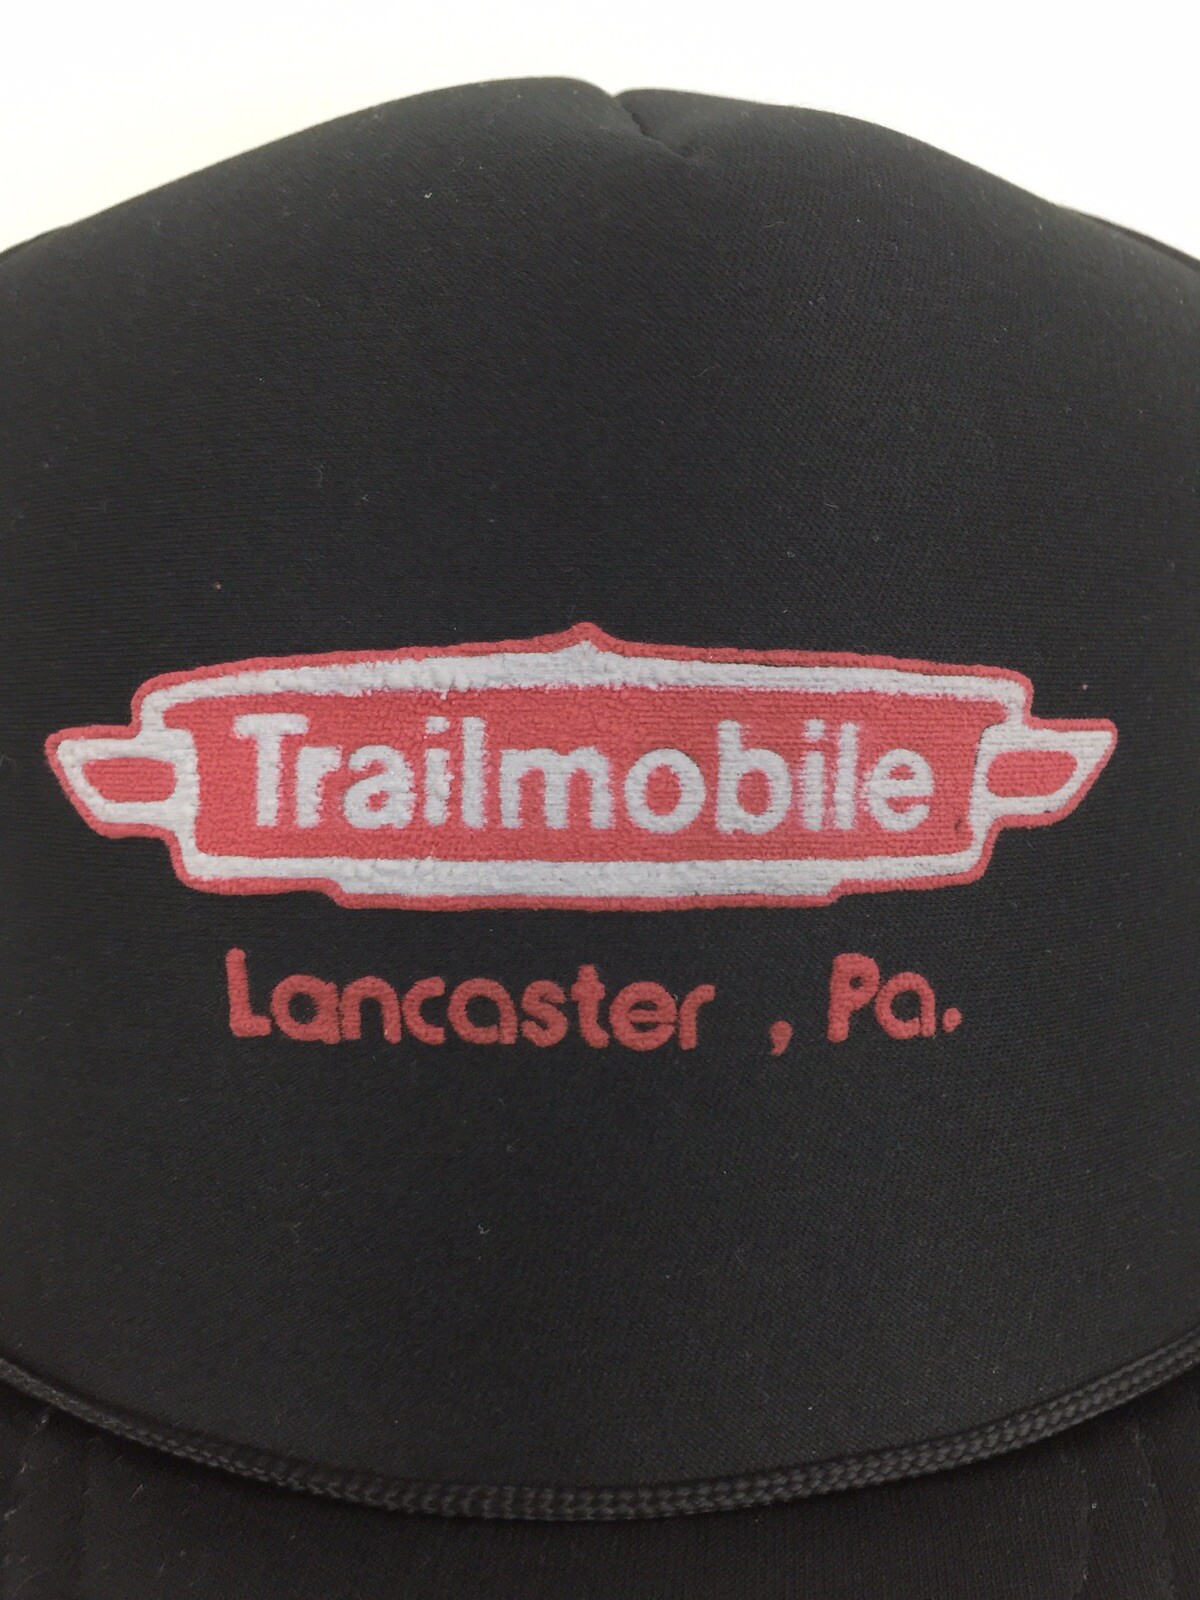 Trailmobile
Lancaster , Pa.